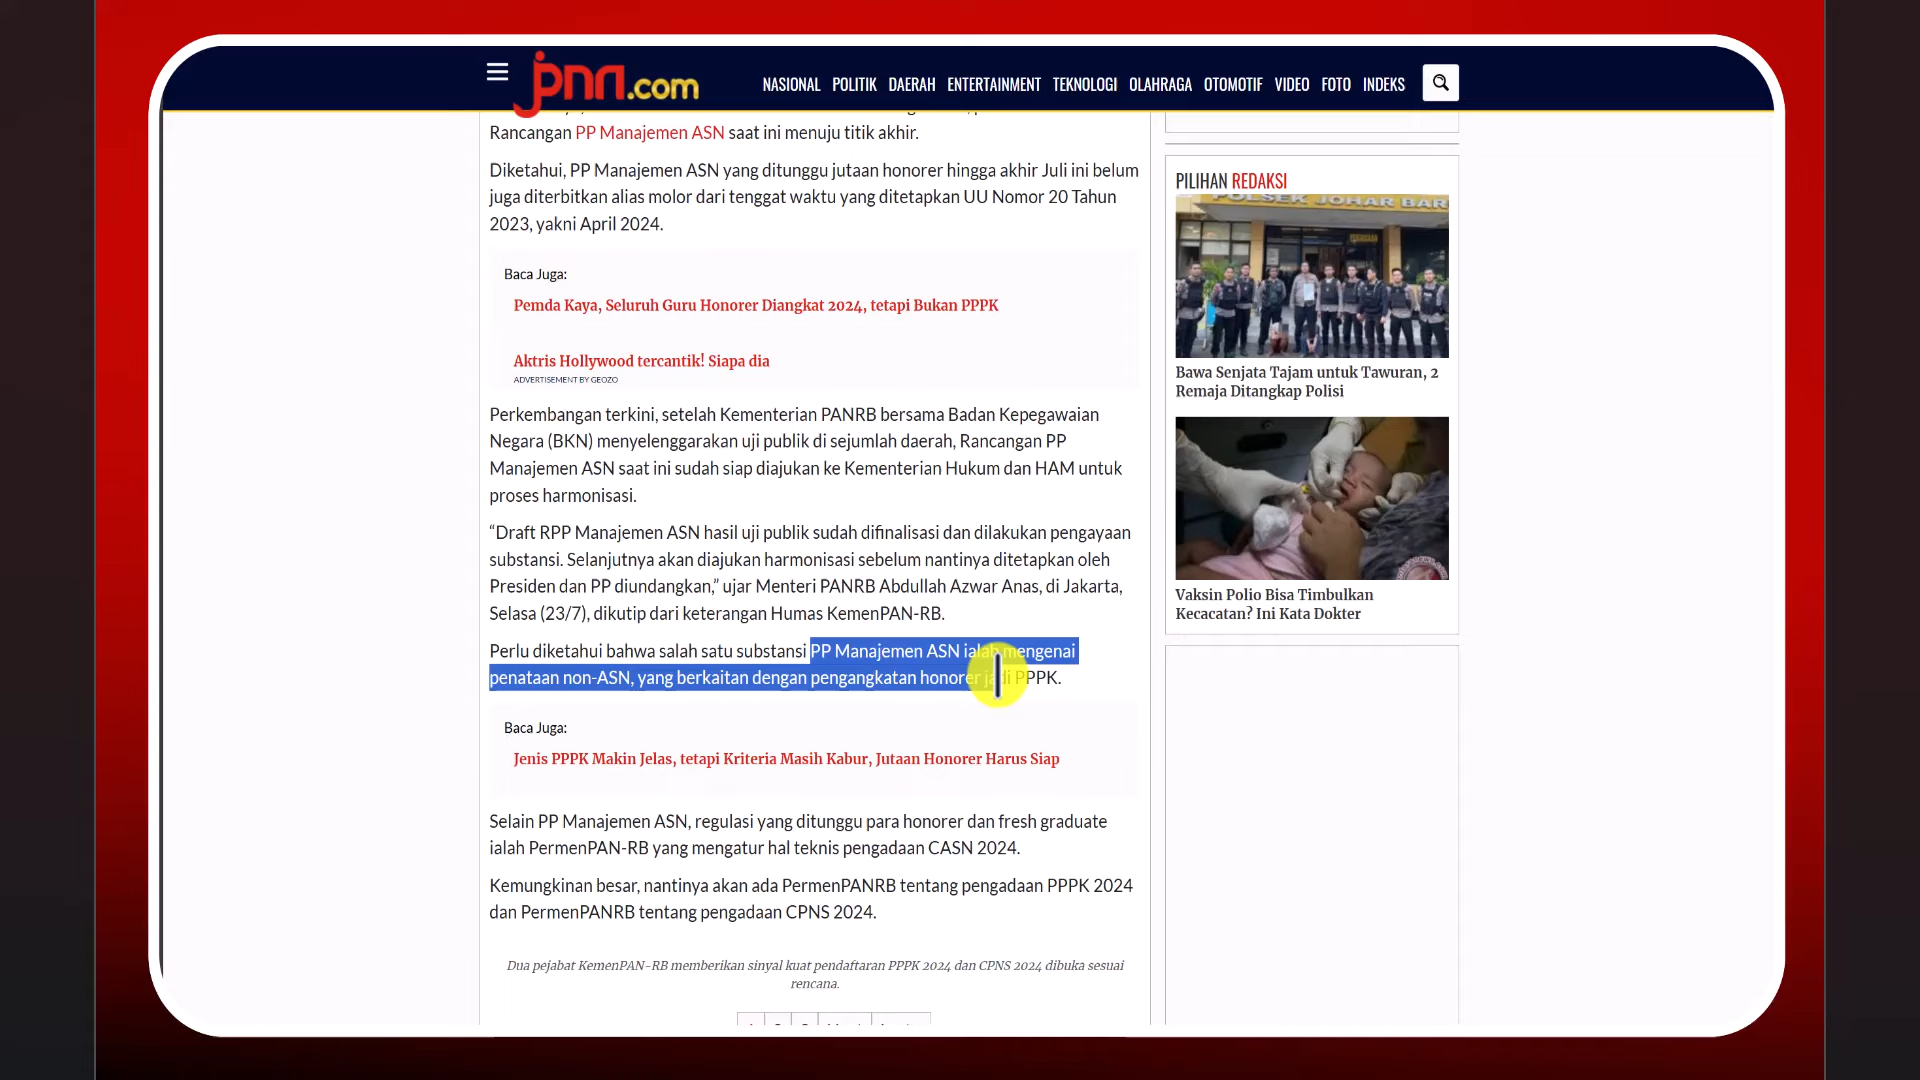 jpnn.com
NASIONAL POLITIK DAERAH ENTERTAINMENT TEKNOLOGI OLAHRAGA OTOMOTIF VIDEO FOTO INDEKS
Rancangan PP Manajemen ASN saat ini menuju titik akhir.
Diketahui, PP Manajemen ASN yang ditunggu jutaan honorer hingga akhir Juli ini belum
juga diterbitkan alias molor dari tenggat waktu yang ditetapkan UU Nomor 20 Tahun
2023, yakni April 2024.
Baca Juga:
Pemda Kaya, Seluruh Guru Honorer Diangkat 2024, tetapi Bukan PPPK
Aktris Hollywood tercantik! Siapa dia
ADVERTISEMENT BY GEOZO
Perkembangan terkini, setelah Kementerian PANRB bersama Badan Kepegawaian
Negara (BKN) menyelenggarakan uji publik di sejumlah daerah, Rancangan PP
Manajemen ASN saat ini sudah siap diajukan ke Kementerian Hukum dan HAM untuk
proses harmonisasi.
“Draft RPP Manajemen ASN hasil uji publik sudah difinalisasi dan dilakukan pengayaan
substansi. Selanjutnya akan diajukan harmonisasi sebelum nantinya ditetapkan oleh
Presiden dan PP diundangkan,” ujar Menteri PANRB Abdullah Azwar Anas, di Jakarta,
Selasa (23/7), dikutip dari keterangan Humas KemenPAN-RB.
Perlu diketahui bahwa salah satu substansi PP Manajemen ASN ialah mengenai
penataan non-ASN, yang berkaitan dengan pengangkatan honorer jadi PPPK.
Baca Juga:
Jenis PPPK Makin Jelas, tetapi Kriteria Masih Kabur, Jutaan Honorer Harus Siap
Selain PP Manajemen ASN, regulasi yang ditunggu para honorer dan fresh graduate
ialah PermenPAN-RB yang mengatur hal teknis pengadaan CASN 2024.
Kemungkinan besar, nantinya akan ada PermenPANRB tentang pengadaan PPPK 2024
dan PermenPANRB tentang pengadaan CPNS 2024.
Dua pejabat KemenPAN-RB memberikan sinyal kuat pendaftaran PPPK 2024 dan CPNS 2024 dibuka sesuai
rencana.
PILIHAN REDAKSI
POLSEK JOHAR BAR
Bawa Senjata Tajam untuk Tawuran, 2
Remaja Ditangkap Polisi
Vaksin Polio Bisa Timbulkan
Kecacatan? Ini Kata Dokter